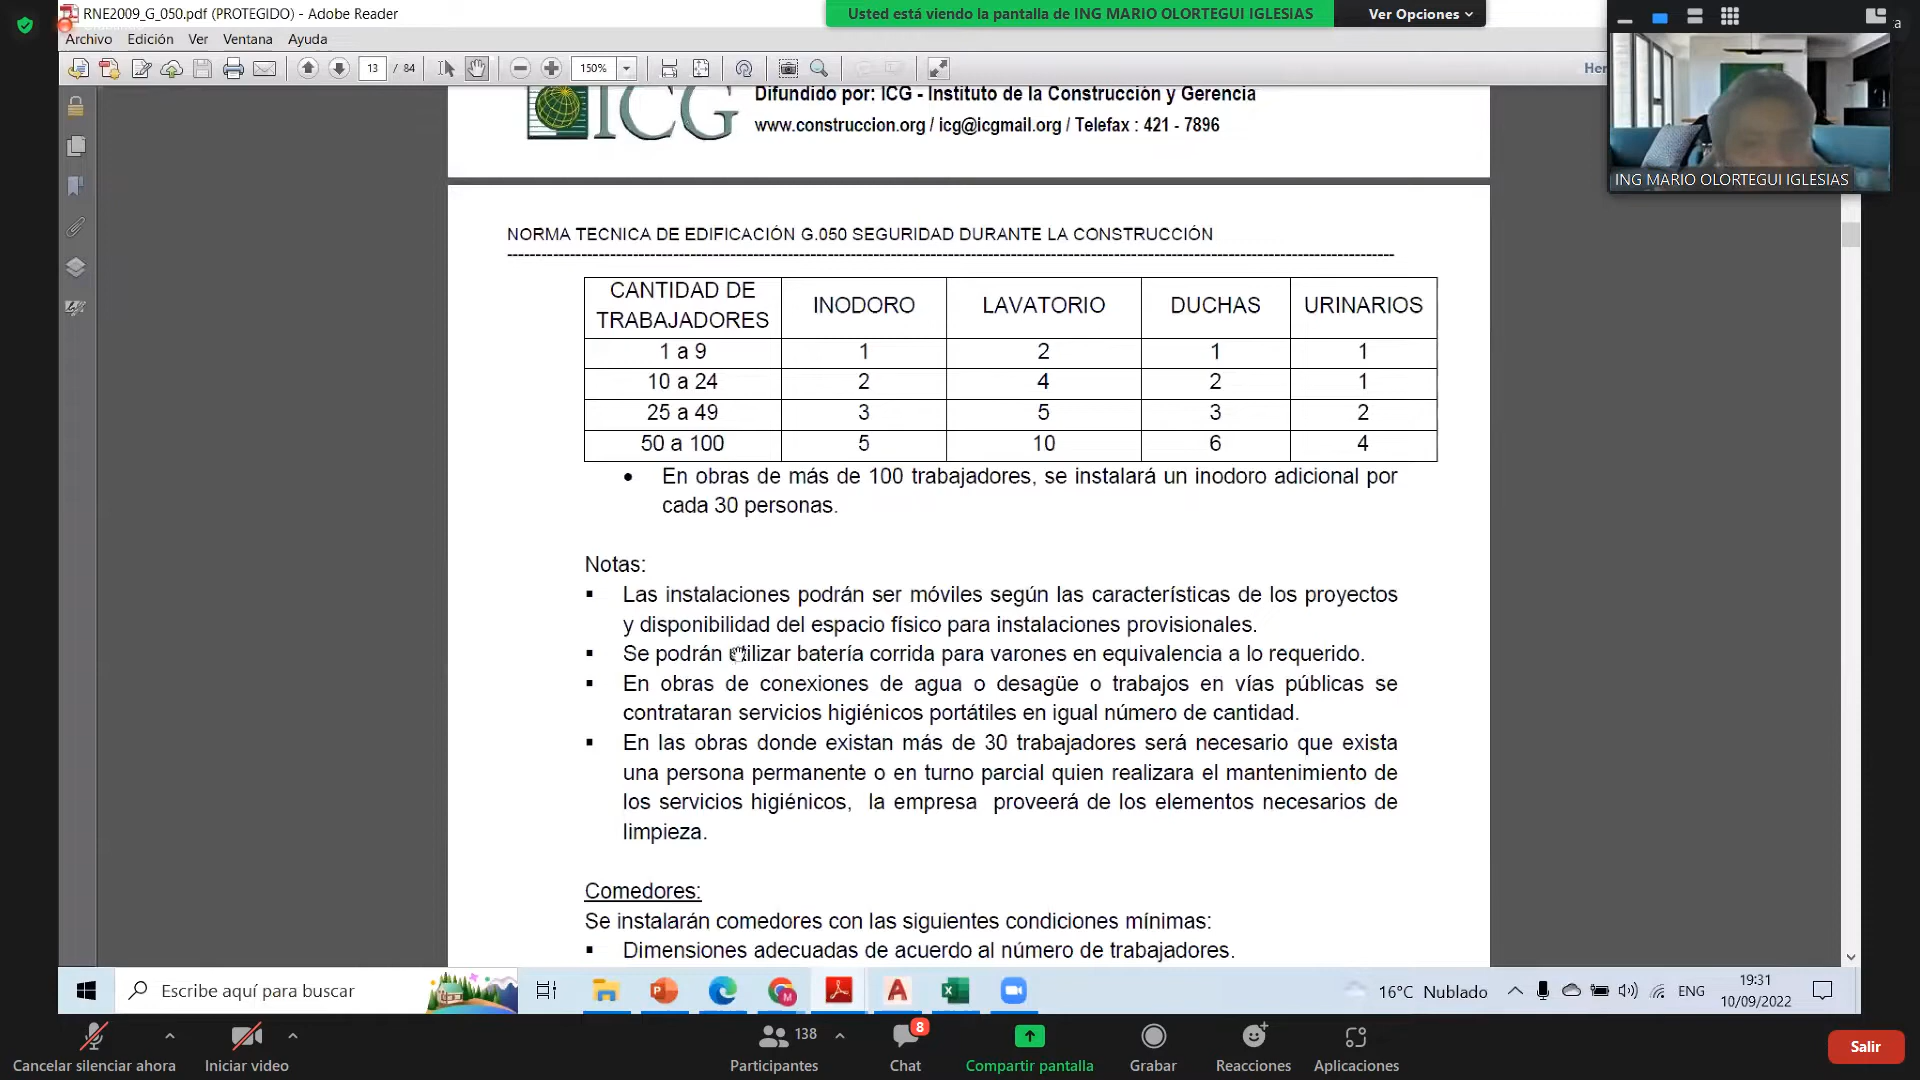 RNE2009_G_050.pdf (PROTEGIDO) - Adobe Reader
Usted está viendo la pantalla de ING MARIO OLORTEGUI IGLESIAS
Ver Opciones
Archivo Edición Ver Ventana Ayuda
13 / 84
150%
ING MARIO OLORTEGUI IGLESIAS
ICG
Difundido por: ICG - Instituto de la Construcción y Gerencia
www.construccion.org / icg@icgmail.org / Telefax : 421 - 7896
NORMA TECNICA DE EDIFICACIÓN G.050 SEGURIDAD DURANTE LA CONSTRUCCIÓN
CANTIDAD DE TRABAJADORES INODORO LAVATORIO DUCHAS URINARIOS
1 a 9 1 2 1 1
10 a 24 2 4 2 1
25 a 49 3 5 3 2
50 a 100 5 10 6 4
• En obras de más de 100 trabajadores, se instalará un inodoro adicional por
cada 30 personas.
Notas:
▪ Las instalaciones podrán ser móviles según las características de los proyectos
y disponibilidad del espacio físico para instalaciones provisionales.
▪ Se podrán utilizar batería corrida para varones en equivalencia a lo requerido.
▪ En obras de conexiones de agua o desagüe o trabajos en vías públicas se
contrataran servicios higiénicos portátiles en igual número de cantidad.
▪ En las obras donde existan más de 30 trabajadores será necesario que exista
una persona permanente o en turno parcial quien realizara el mantenimiento de
los servicios higiénicos, la empresa proveerá de los elementos necesarios de
limpieza.
Comedores:
Se instalarán comedores con las siguientes condiciones mínimas:
▪ Dimensiones adecuadas de acuerdo al número de trabajadores.
Escribe aquí para buscar
16°C Nublado
ENG
19:31
10/09/2022
138
8
Cancelar silenciar ahora
Iniciar video
Participantes
Chat
Compartir pantalla
Grabar
Reacciones
Aplicaciones
Salir